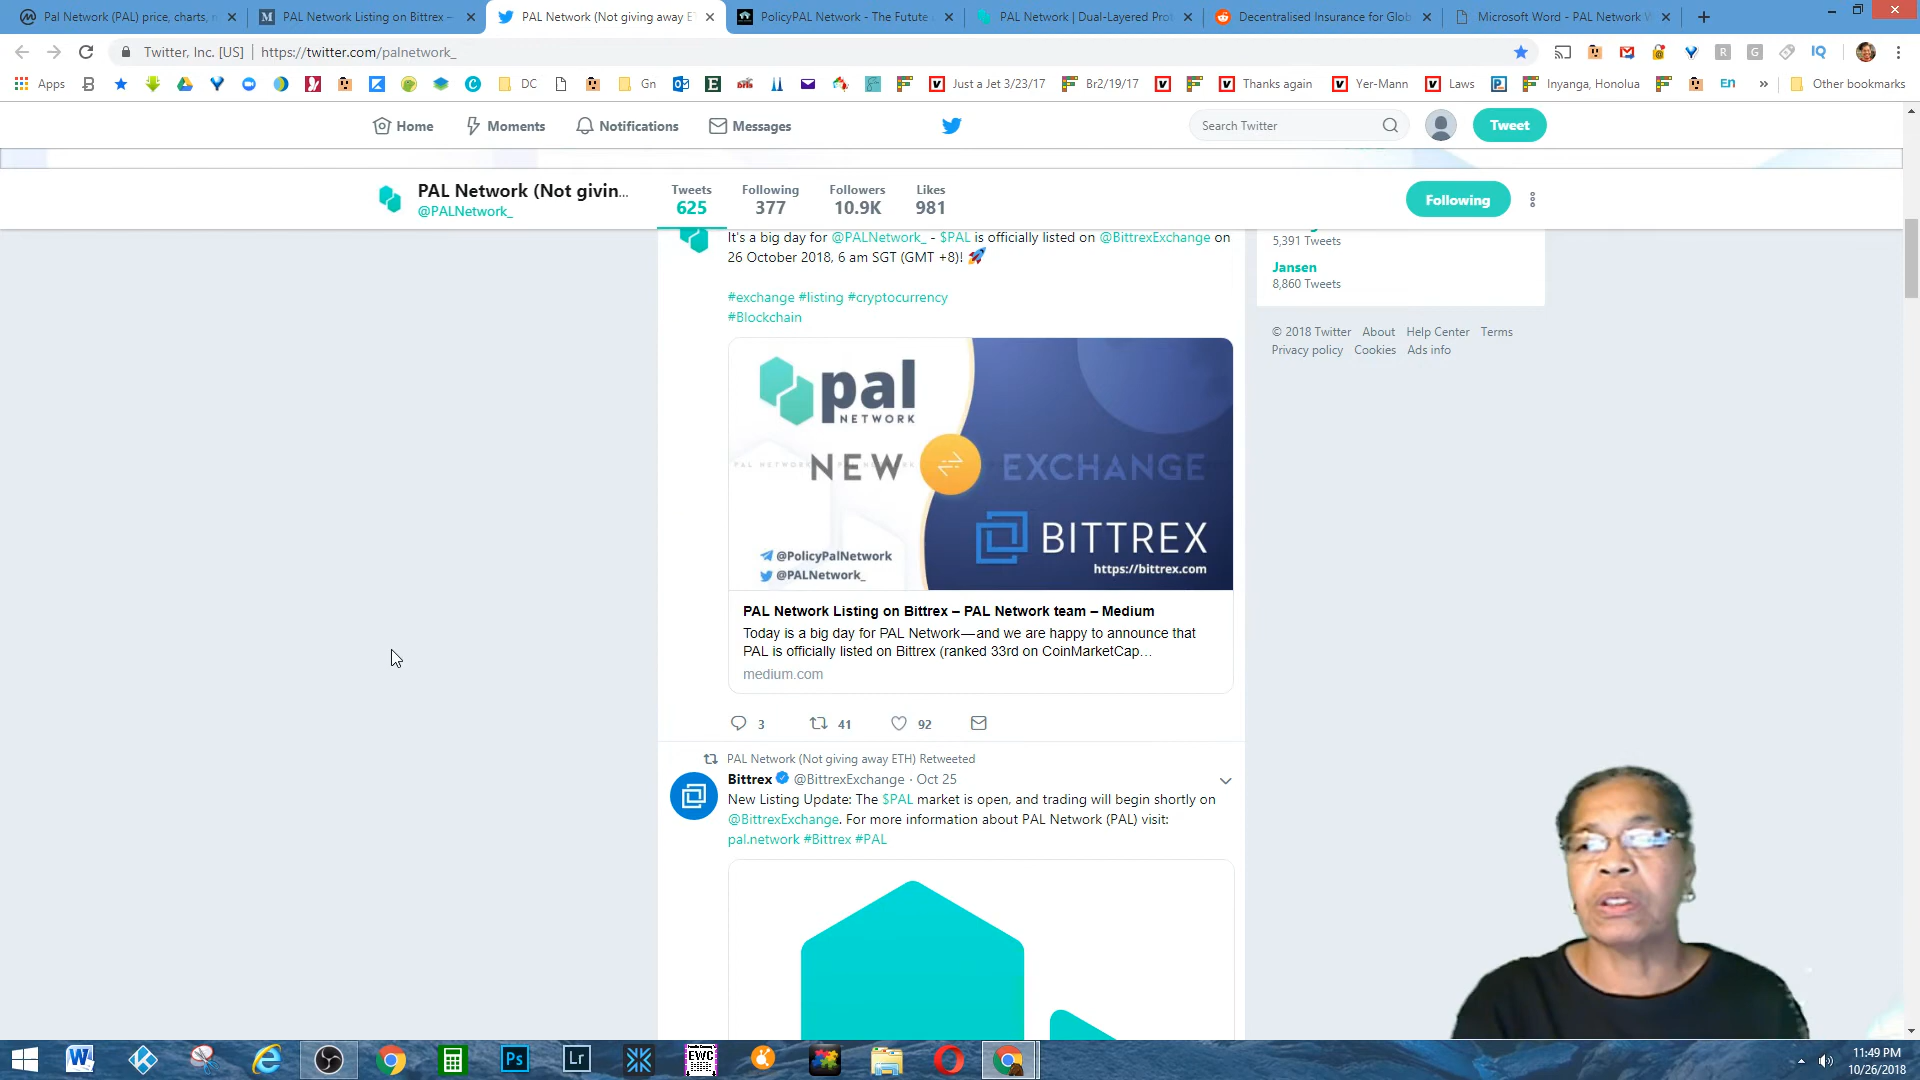 Pal Network (PAL) price, charts,
PAL Network Listing on Bittrex –
PAL Network (Not giving away E
PolicyPAL Network - The Futute
PAL Network | Dual-Layered Prot
Decentralised Insurance for Glob
Microsoft Word - PAL Network
Twitter, Inc. [US] | https://twitter.com/palnetwork_
Apps
DC
Gn
Just a Jet 3/23/17
Br2/19/17
Thanks again
Yer-Mann
Laws
Inyanga, Honolua
En
»
Other bookmarks
Home
Moments
Notifications
Messages
Search Twitter
Tweet
PAL Network (Not givin...
@PALNetwork_
Tweets
625
Following
377
Followers
10.9K
Likes
981
Following
It's a big day for @PALNetwork_ - $PAL is officially listed on @BittrexExchange on
26 October 2018, 6 am SGT (GMT +8)! 🚀
#exchange #listing #cryptocurrency
#Blockchain
pal
NETWORK
NEW
EXCHANGE
BITTREX
https://bittrex.com
@PolicyPalNetwork
@PALNetwork_
PAL Network Listing on Bittrex – PAL Network team – Medium
Today is a big day for PAL Network—and we are happy to announce that
PAL is officially listed on Bittrex (ranked 33rd on CoinMarketCap…
medium.com
3
41
92
PAL Network (Not giving away ETH) Retweeted
Bittrex @BittrexExchange · Oct 25
New Listing Update: The $PAL market is open, and trading will begin shortly on
@BittrexExchange. For more information about PAL Network (PAL) visit:
pal.network #Bittrex #PAL
5,391 Tweets
Jansen
8,860 Tweets
© 2018 Twitter About Help Center Terms
Privacy policy Cookies Ads info
Ps
Lr
EWC
11:49 PM
10/26/2018